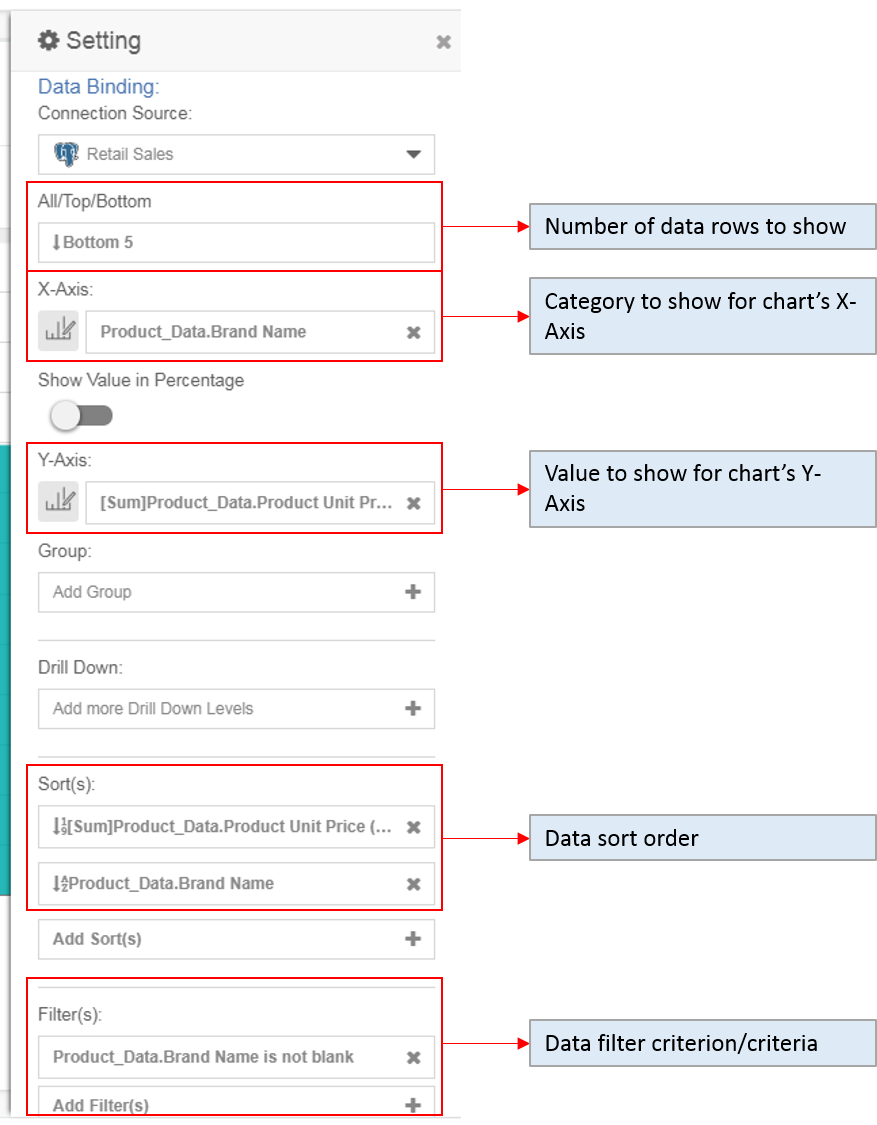 Setting
Data Binding:
Connection Source:
Retail Sales
All/Top/Bottom
Bottom 5
Number of data rows to show
X-Axis:
Product_Data.Brand Name
Category to show for chart's X-
Axis
Show Value in Percentage
Y-Axis:
[Sum]Product_Data.Product Unit Pr...
Value to show for chart's Y-
Axis
Group:
Add Group
Drill Down:
Add more Drill Down Levels
Sort(s):
[Sum]Product_Data.Product Unit Price (...
Product_Data.Brand Name
Data sort order
Add Sort(s)
Filter(s):
Product_Data.Brand Name is not blank
Data filter criterion/criteria
Add Filter(s)